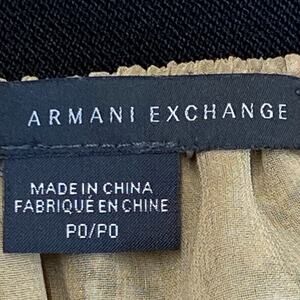 ARMANI EXCHANGE
MADE IN CHINA
FABRIQUÉ EN CHINE
P0/P0